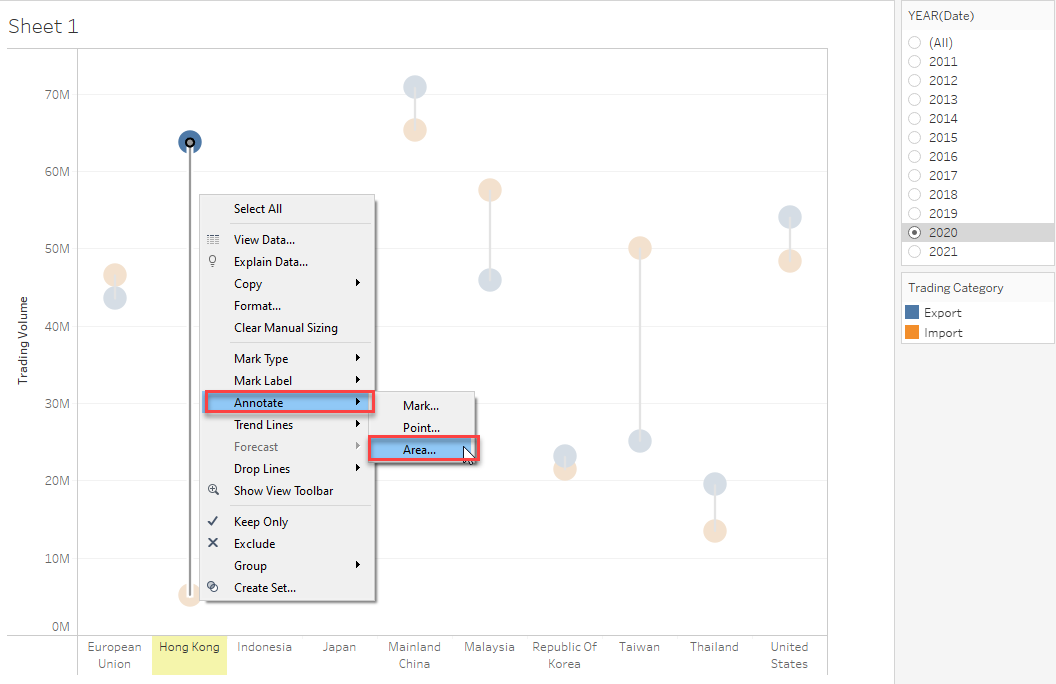 Sheet 1
70M
60M
50M
40M
30M
20M
10M
0M
Trading Volume
European
Union
Hong Kong
Indonesia
Japan
Mainland
China
Malaysia
Republic Of
Korea
Taiwan
Thailand
United
States
Select All
View Data...
Explain Data...
Copy
Format...
Clear Manual Sizing
Mark Type
Mark Label
Annotate
Trend Lines
Forecast
Drop Lines
Show View Toolbar
Keep Only
Exclude
Group
Create Set...
Mark...
Point...
Area...
YEAR(Date)
(All)
2011
2012
2013
2014
2015
2016
2017
2018
2019
2020
2021
Trading Category
Export
Import